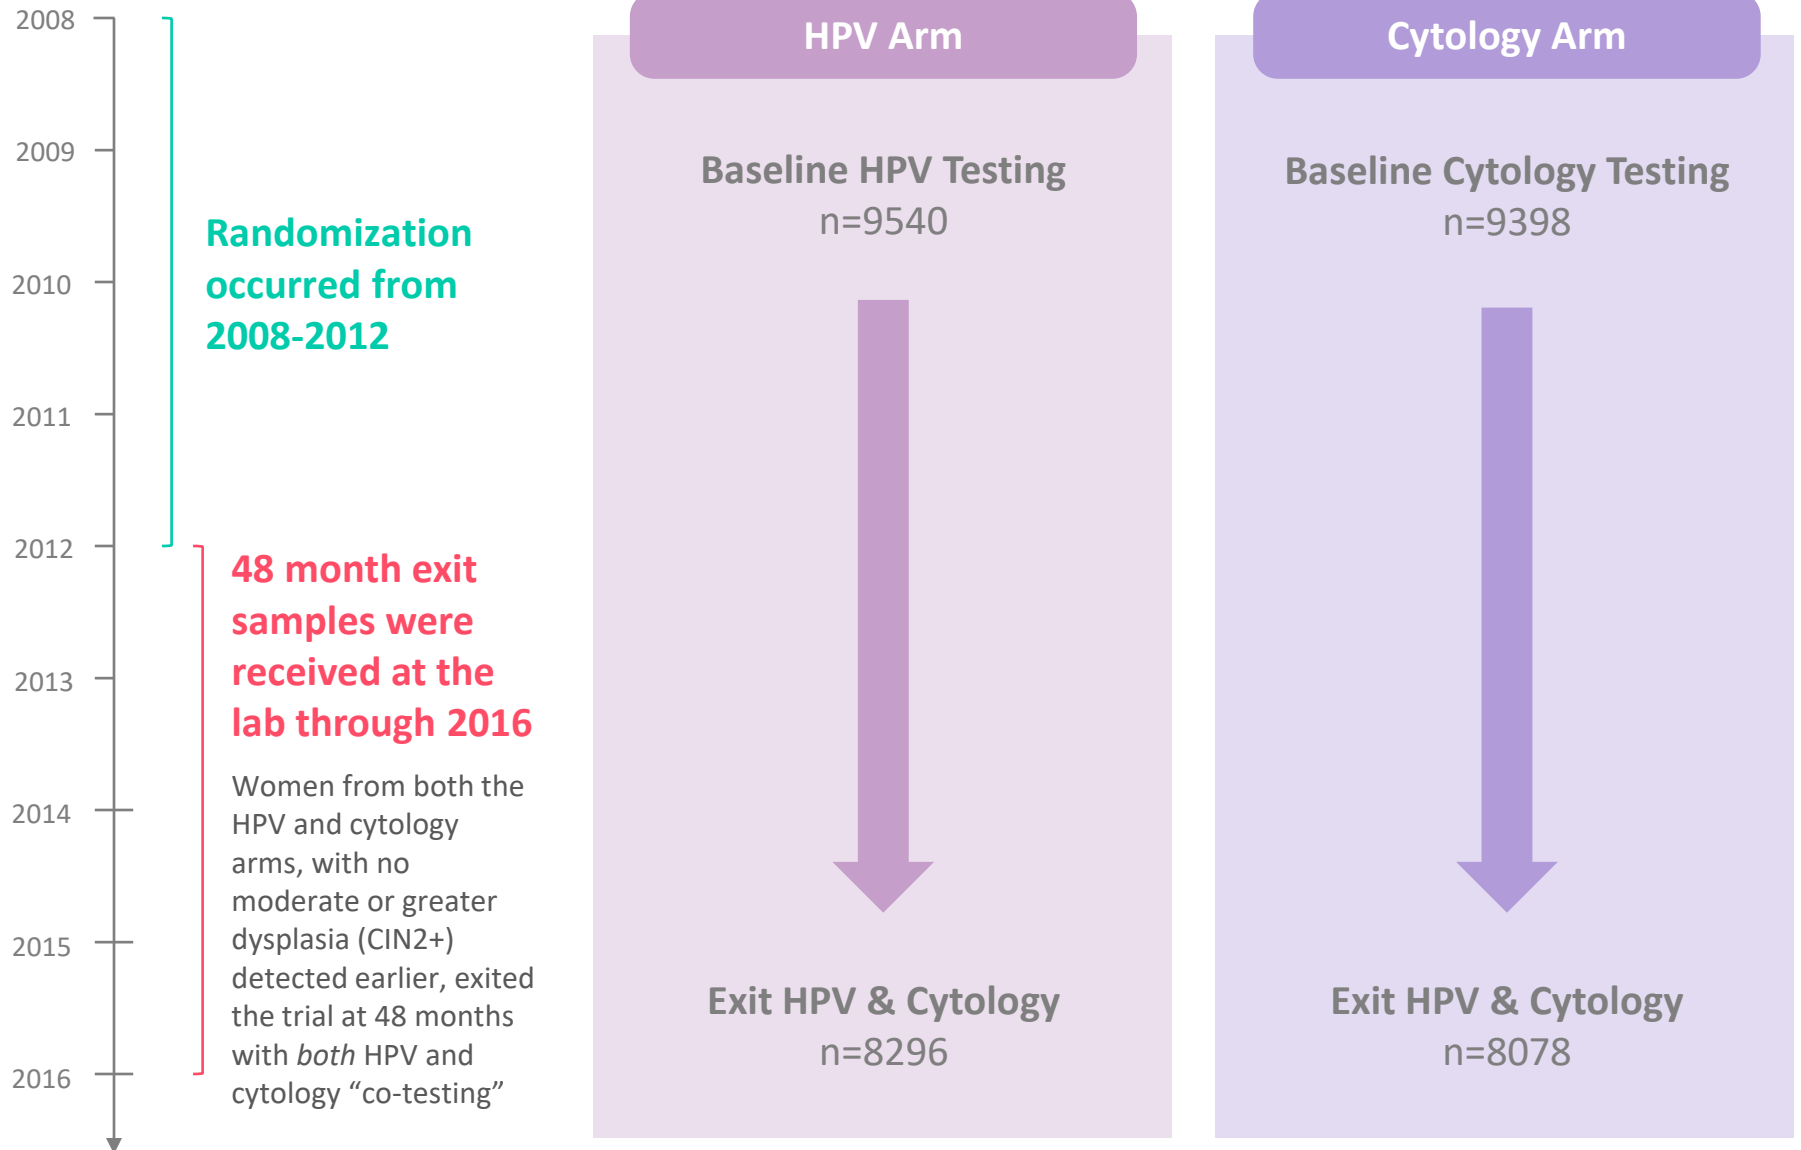 2008
2009
2010
2011
2012
2013
2014
2015
2016
Randomization
occurred from
2008-2012
48 month exit
samples were
received at the
lab through 2016
Women from both the
HPV and cytology
arms, with no
moderate or greater
dysplasia (CIN2+)
detected earlier, exited
the trial at 48 months
with both HPV and
cytology “co-testing”
HPV Arm
Baseline HPV Testing
n=9540
Exit HPV & Cytology
n=8296
Cytology Arm
Baseline Cytology Testing
n=9398
Exit HPV & Cytology
n=8078